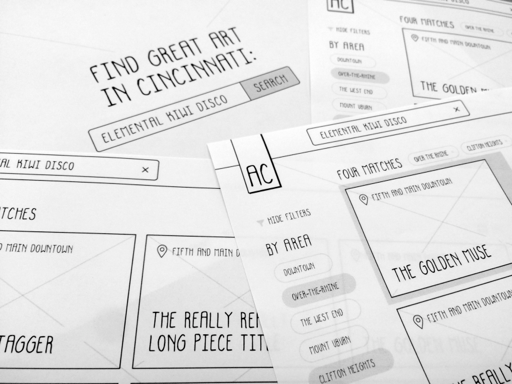 FIND GREAT ART
IN CINCINNATI:
ELEMENTAL KIWI DISCO
SEARCH
AC
HIDE FILTERS
BY AREA
DOWNTOWN
OVER-THE-RHINE
THE WEST END
MOUNT UBURN
FOUR MATCHES
OVER-THE-RHINE
FIFTH AND MAIN DOWNTOWN
THE GOLDEN MUSE
AL KIWI DISCO
×
MATCHES
MAIN DOWNTOWN
TAGGER
FIFTH AND MAIN D
THE REALLY RE
LONG PIECE TIT
ELEMENTAL KIWI DISCO
×
AC
HIDE FILTERS
BY AREA
DOWNTOWN
OVER-THE-RHINE
THE WEST END
MOUNT UBURN
CLIFTON HEIGHTS
FOUR MATCHES
OVER-THE-RHINE
CLIFTON HEIGHTS
FIFTH AND MAIN DOWNTOWN
THE GOLDEN MUSE
FIFTH AND MAIN DOWNTOWN
THE REALLY